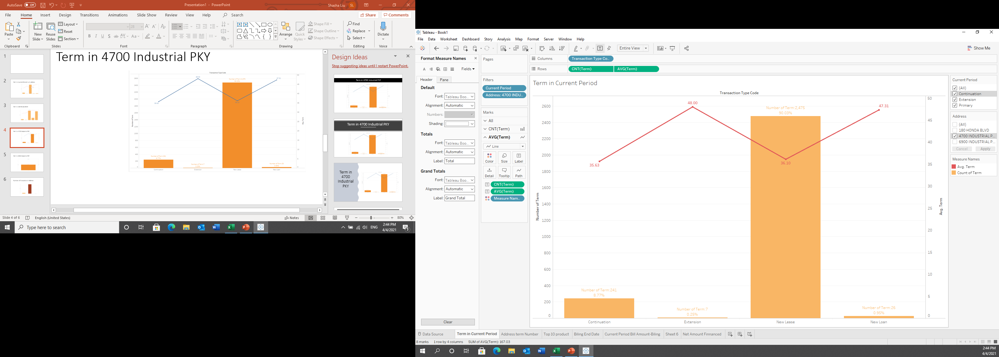 AutoSave Off
Presentation1 - PowerPoint
Shasha Liu SL
File Home Insert Design Transitions Animations Slide Show Review View Help Search
Share Comments
Paste
Clipboard
New Slide
Reuse Slides
Layout
Reset
Section
Slides
28
Font
Paragraph
Arrange
Quick Styles
Shape Fill
Shape Outline
Shape Effects
Drawing
Find
Replace
Select
Editing
Dictate
Voice
1
2
3
4
5
6
Term in 4700 Industrial PKY
Transaction Type Code
Continuation
Extension
New Lease
New Loan
Design Ideas
Stop suggesting ideas until I restart PowerPoint.
Term in 4700 Industrial PKY
Term in 4700 Industrial PKY
Term in
4700
Industrial
PKY
Slide 4 of 6
English (United States)
Notes
80%
Type here to search
ENG
2:44 PM
4/4/2021
3
Tableau - Book1
File Data Worksheet Dashboard Story Analysis Map Format Server Window Help
Entire View
Show Me
Format Measure Names
Fields
Header Pane
Default
Font: Tableau Boo..
Alignment: Automatic
Numbers:
Shading:
Totals
Font: Tableau Boo..
Alignment: Automatic
Label: Total
Grand Totals
Font: Tableau Boo..
Alignment: Automatic
Label: Grand Total
Clear
Pages
Filters
Current Period
Address: 4700 INDU..
Marks
All
CNT(Term)
AVG(Term)
Line
Color Size Label
Detail Tooltip Path
CNT(Term)
AVG(Term)
Measure Nam..
Columns Transaction Type Co..
Rows CNT(Term) AVG(Term)
Term in Current Period
Transaction Type Code
2600
2400
2200
2000
1800
1600
1400
1200
1000
800
600
400
200
0
Number of Term
35.63
48.00
36.10
47.31
Number of Term:241
8.77%
Number of Term:7
0.25%
Number of Term:2,475
90.03%
Number of Term:26
0.95%
50
45
40
35
30
25
20
15
10
5
0
Avg. Term
Continuation Extension New Lease New Loan
Current Period
(All)
Continuation
Extension
Primary
Address
(All)
180 HONDA BLVD
4700 INDUSTRIAL P...
6900 INDUSTRIAL P...
Cancel Apply
Measure Names
Avg. Term
Count of Term
Data Source Term in Current Period Address term Number Top 10 product Biling End Date Current Period Bill Amount-Biling Sheet 6 Net Amount Finnanced
8 marks 1 row by 4 columns SUM of AVG(Term): 167.03
2:44 PM
4/4/2021